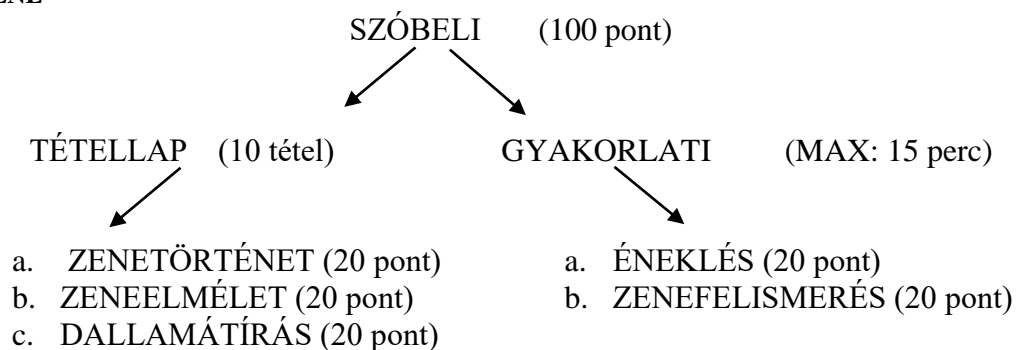 SZÓBELI (100 pont)
TÉTELLAP (10 tétel) GYAKORLATI (MAX: 15 perc)
a. ZENETÖRTÉNET (20 pont) a. ÉNEKLÉS (20 pont)
b. ZENEELMÉLET (20 pont) b. ZENEFELISMERÉS (20 pont)
c. DALLAMÁTÍRÁS (20 pont)